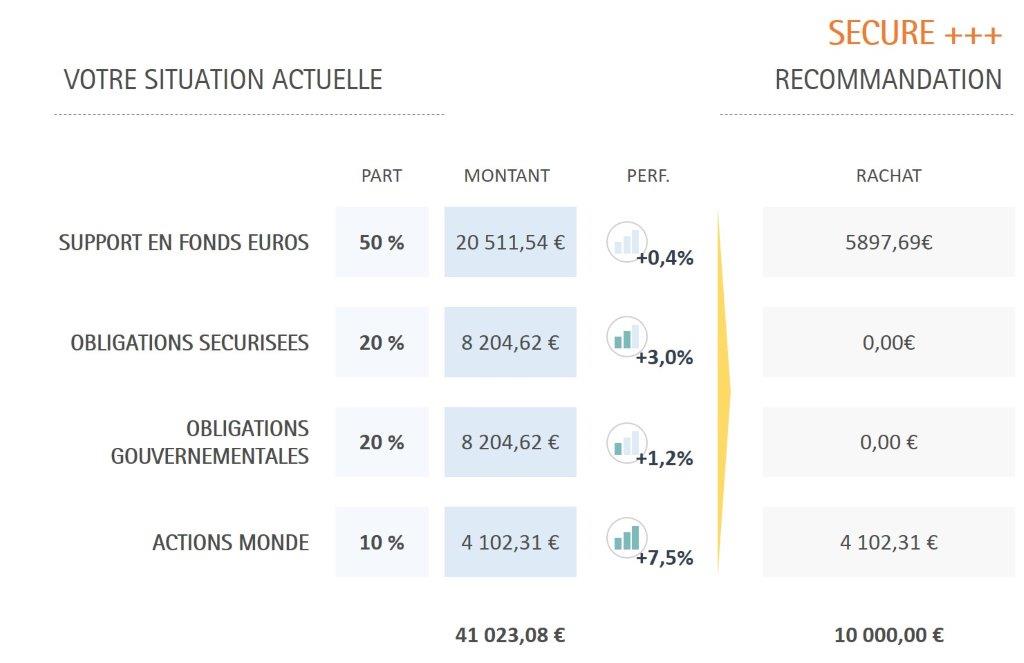 SECURE +++
VOTRE SITUATION ACTUELLE
RECOMMANDATION
PART
MONTANT
PERF.
RACHAT
SUPPORT EN FONDS EUROS
50 %
20 511,54 €
+0,4%
5897,69€
OBLIGATIONS SECURISEES
20 %
8 204,62 €
+3,0%
0,00€
OBLIGATIONS
GOUVERNEMENTALES
20 %
8 204,62 €
+1,2%
0,00 €
ACTIONS MONDE
10 %
4 102,31 €
+7,5%
4 102,31 €
41 023,08 €
10 000,00 €